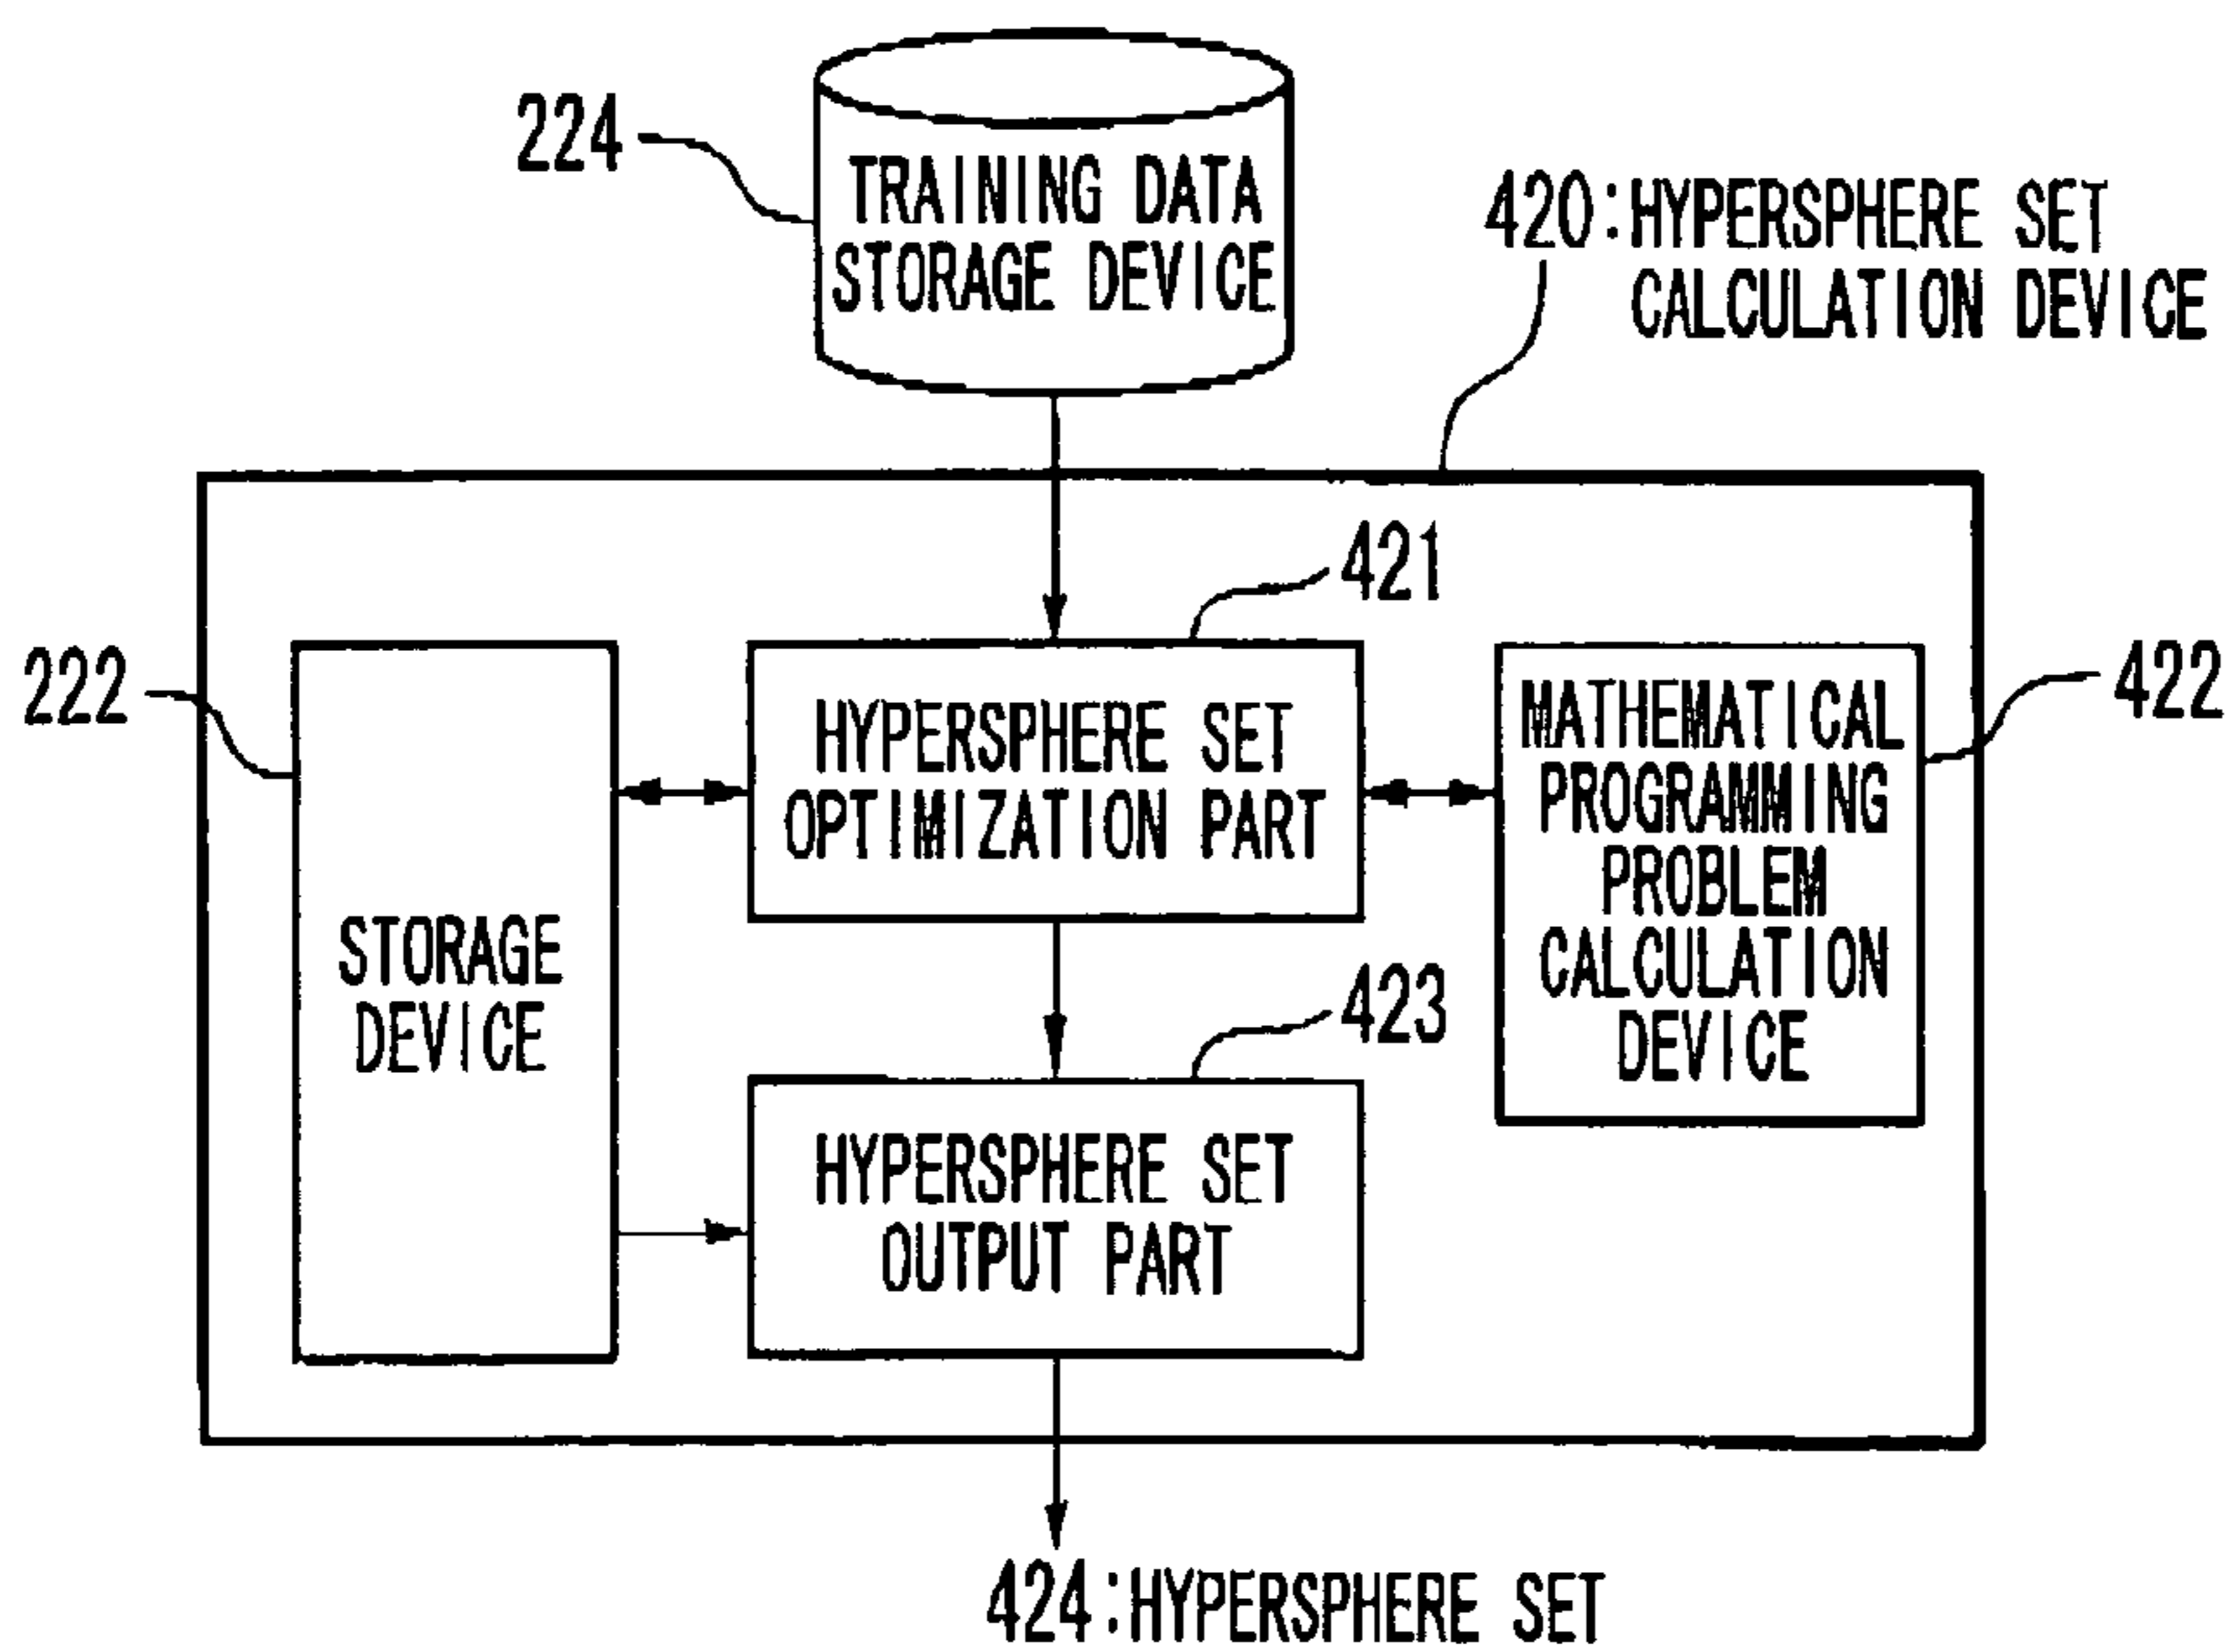 224
TRAINING DATA
STORAGE DEVICE
420:HYPERSPHERE SET
CALCULATION DEVICE
421
222
HYPERSPHERE SET
OPTIMIZATION PART
MATHEMATICAL
PROGRAMMING
PROBLEM
CALCULATION
DEVICE
422
STORAGE
DEVICE
423
HYPERSPHERE SET
OUTPUT PART
424:HYPERSPHERE SET